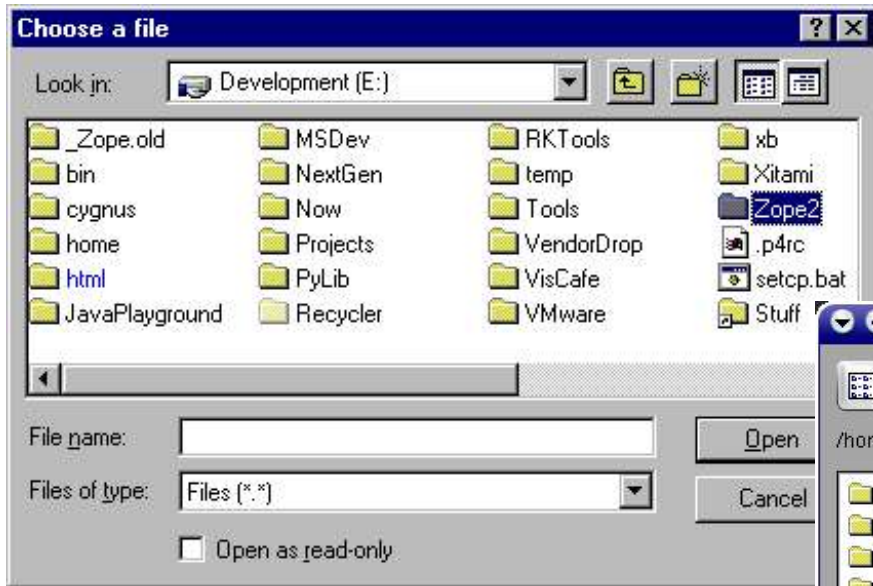 Choose a file
Look in: Development (E:)
_Zope.old MSDev RKTools xb
bin NextGen temp Xitami
cygnus Now Tools Zope2
home Projects VendorDrop .p4rc
html PyLib VisCafe setcp.bat
JavaPlayground Recycler VMware Stuff
File name: Open
/hor
Files of type: Files (*.*) Cancel
Open as read-only